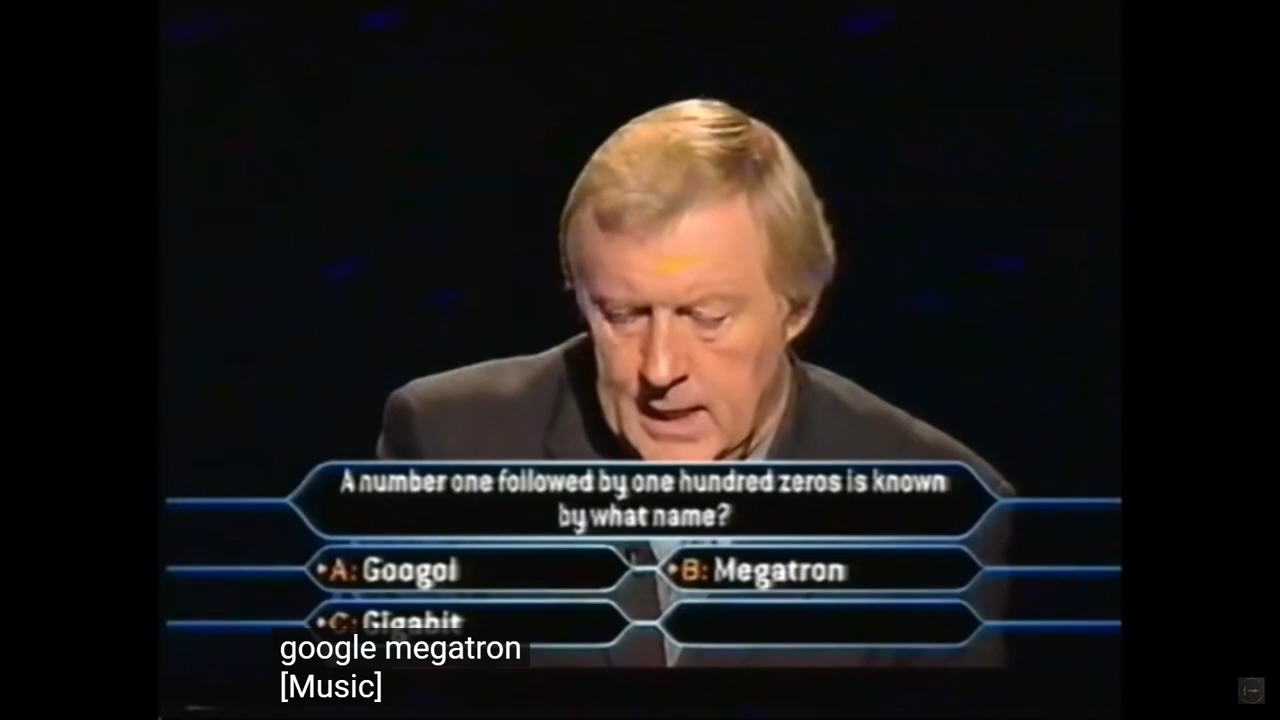 A number one followed by one hundred zeros is known
by what name?
A: Googol
B: Megatron
C: Gigabit
google megatron
[Music]